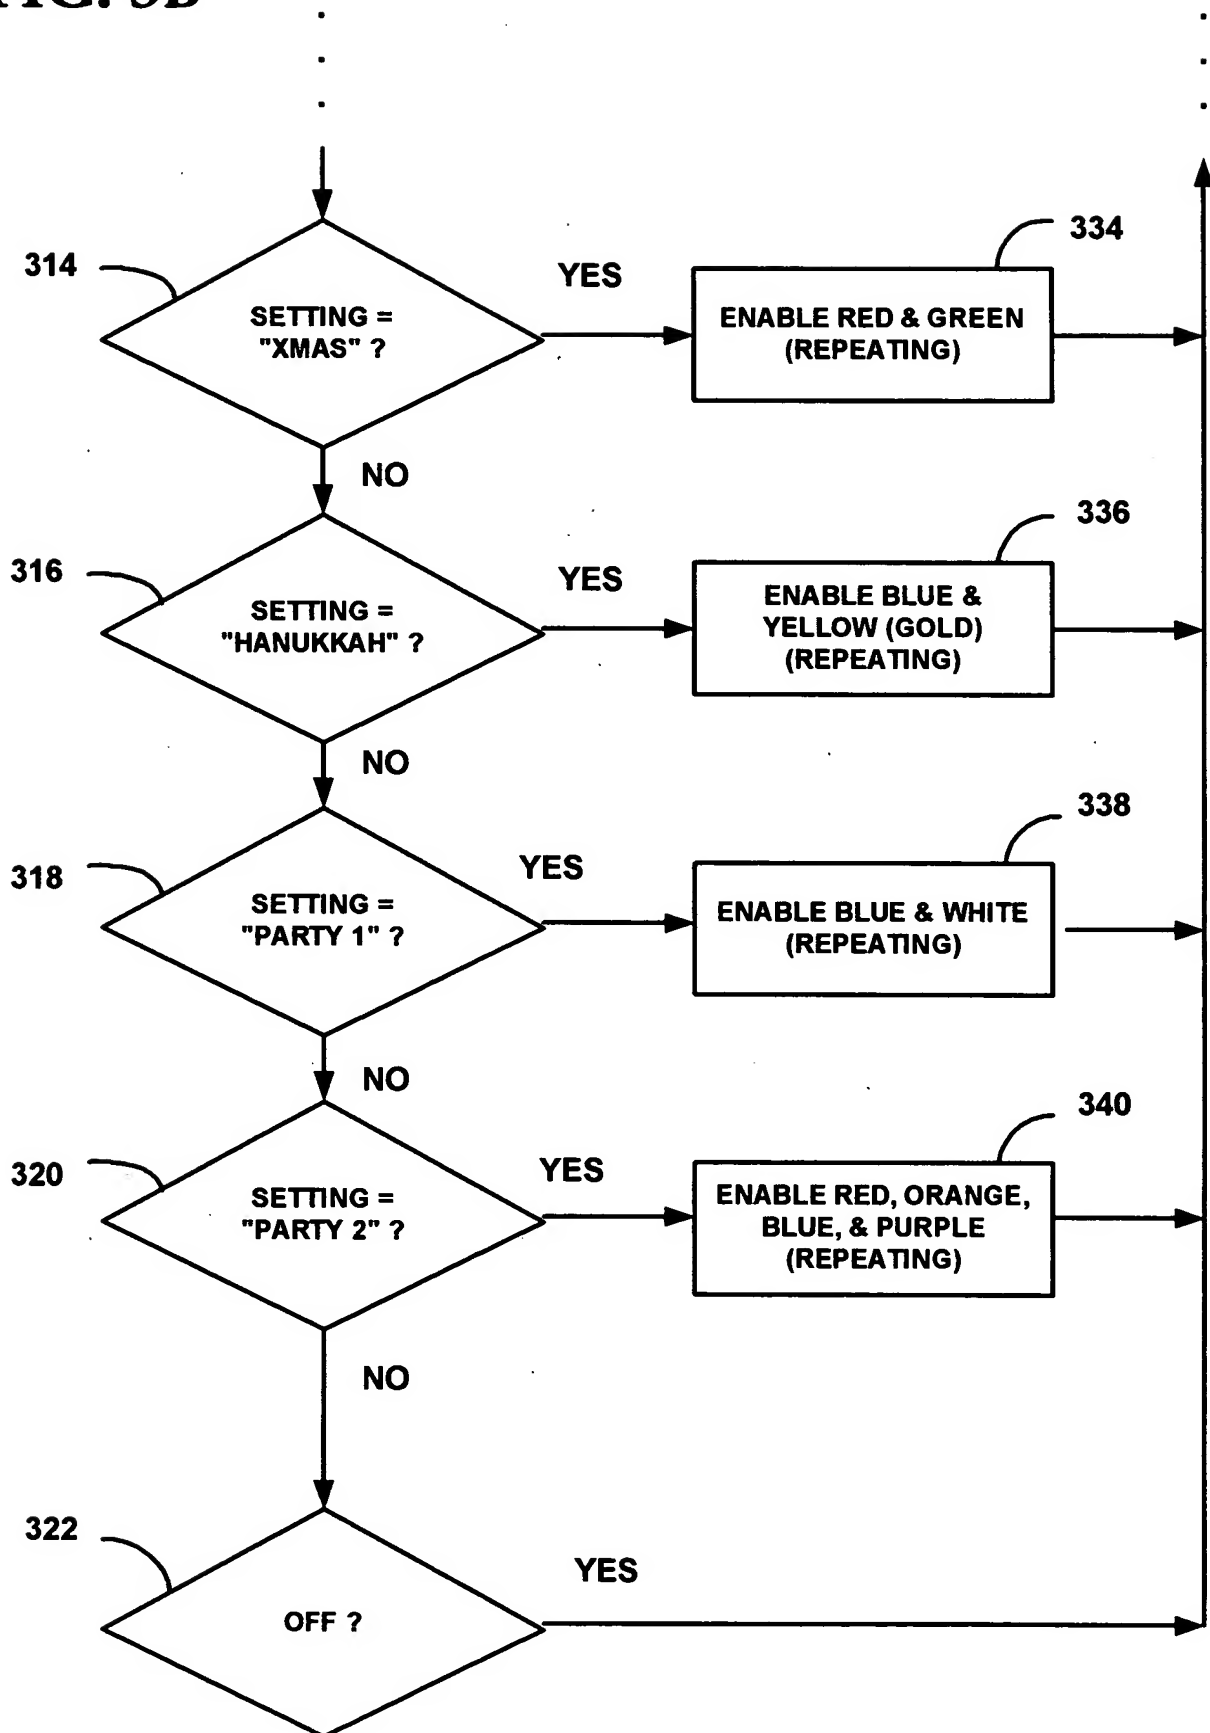 FIG. 3B
334
314
YES
SETTING =
"XMAS" ?
ENABLE RED & GREEN
(REPEATING)
NO
336
316
YES
SETTING =
"HANUKKAH" ?
ENABLE BLUE &
YELLOW (GOLD)
(REPEATING)
NO
338
318
YES
SETTING =
"PARTY 1" ?
ENABLE BLUE & WHITE
(REPEATING)
NO
340
320
YES
SETTING =
"PARTY 2" ?
ENABLE RED, ORANGE,
BLUE, & PURPLE
(REPEATING)
NO
322
YES
OFF ?